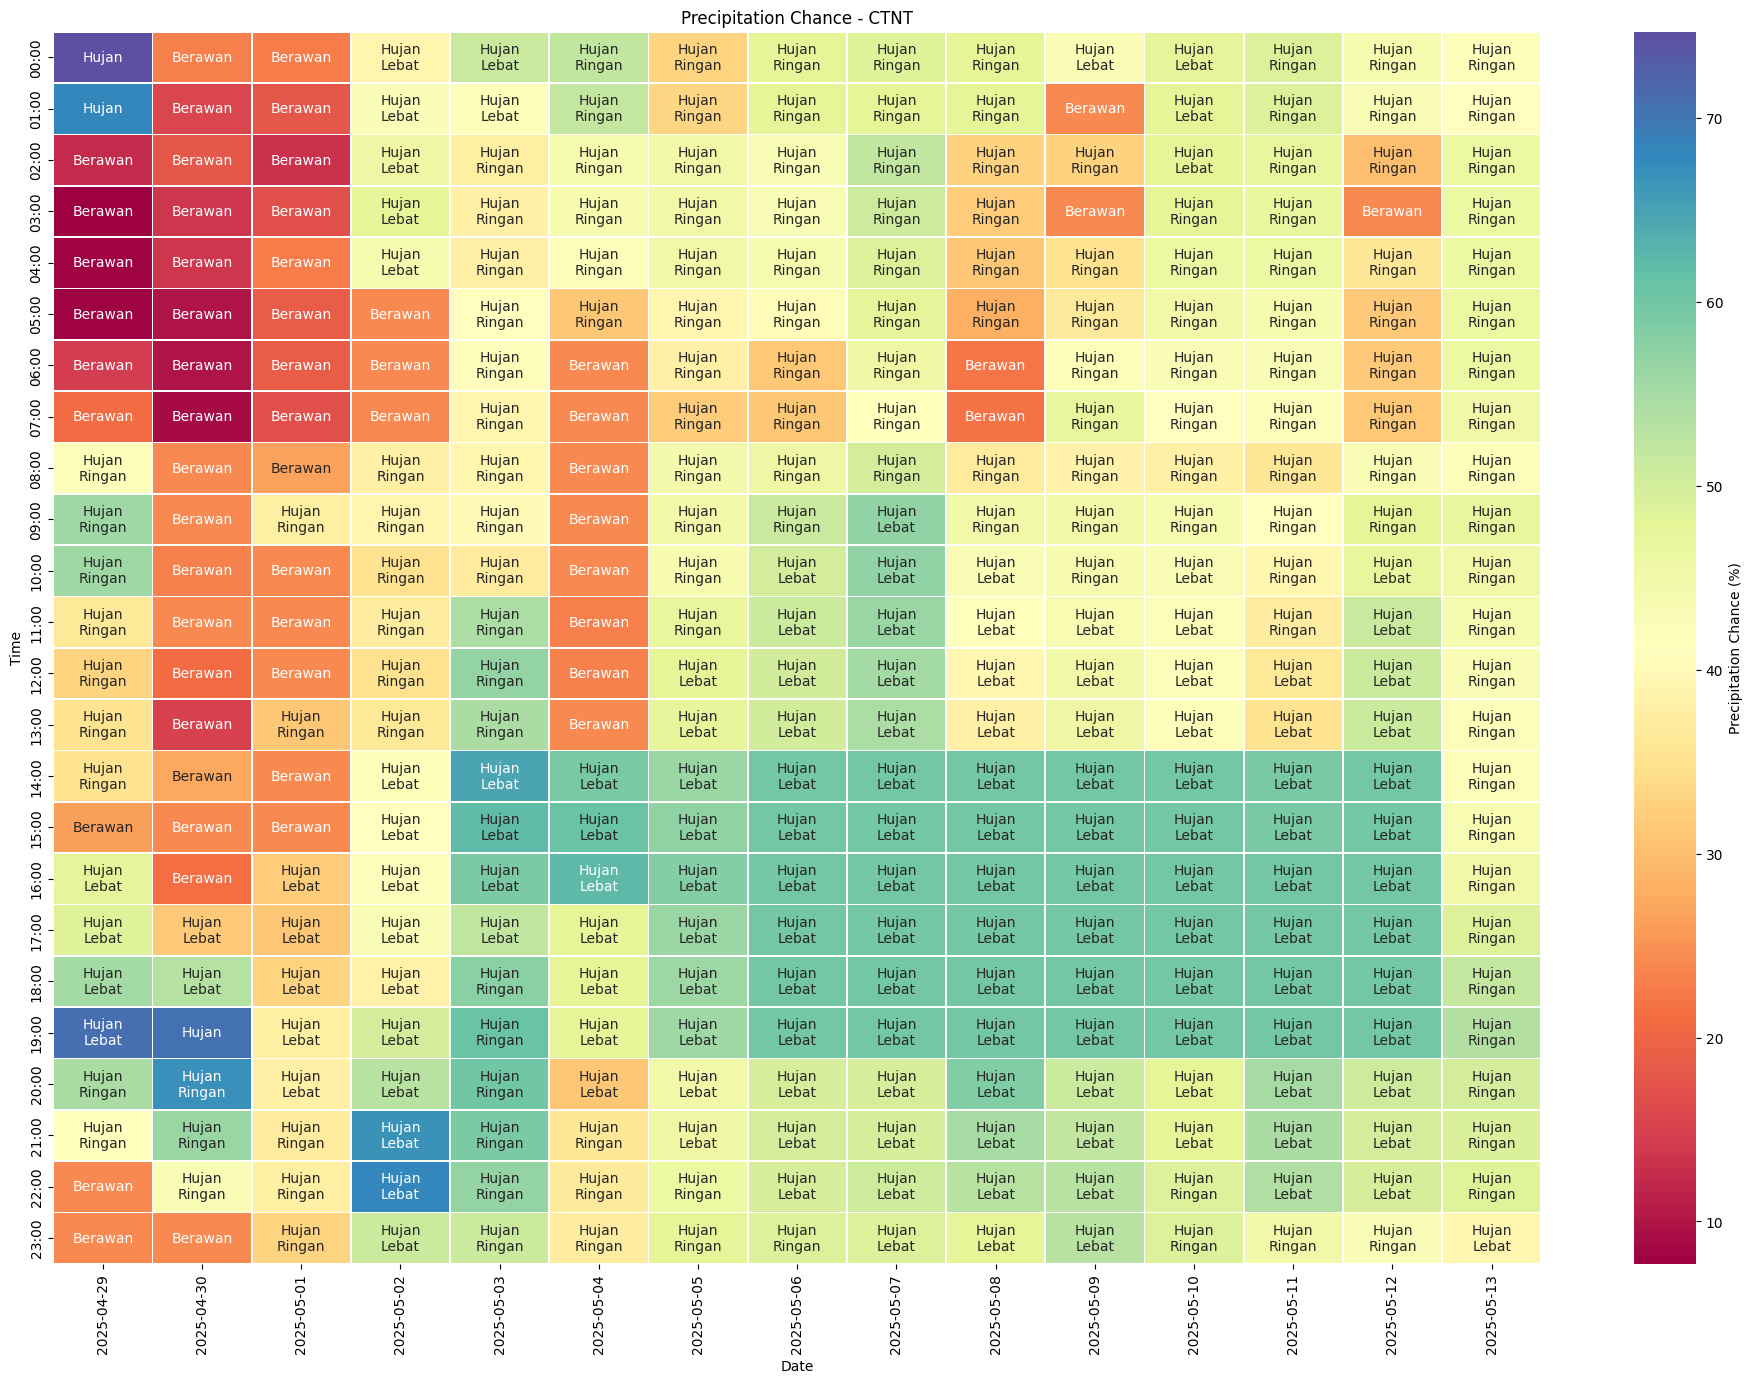 Precipitation Chance - CTNT
00:00 Hujan Berawan Berawan Hujan Lebat Hujan Lebat Hujan Ringan Hujan Ringan Hujan Ringan Hujan Ringan Hujan Ringan Hujan Lebat Hujan Lebat Hujan Ringan Hujan Ringan Hujan Ringan
01:00 Hujan Berawan Berawan Hujan Lebat Hujan Lebat Hujan Ringan Hujan Ringan Hujan Ringan Hujan Ringan Hujan Ringan Berawan Hujan Lebat Hujan Ringan Hujan Ringan Hujan Ringan
02:00 Berawan Berawan Berawan Hujan Lebat Hujan Ringan Hujan Ringan Hujan Ringan Hujan Ringan Hujan Ringan Hujan Ringan Hujan Ringan Hujan Lebat Hujan Ringan Hujan Ringan Hujan Ringan
03:00 Berawan Berawan Berawan Hujan Lebat Hujan Ringan Hujan Ringan Hujan Ringan Hujan Ringan Hujan Ringan Hujan Ringan Berawan Hujan Ringan Hujan Ringan Berawan Hujan Ringan
04:00 Berawan Berawan Berawan Hujan Lebat Hujan Ringan Hujan Ringan Hujan Ringan Hujan Ringan Hujan Ringan Hujan Ringan Hujan Ringan Hujan Ringan Hujan Ringan Hujan Ringan Hujan Ringan
05:00 Berawan Berawan Berawan Berawan Hujan Ringan Hujan Ringan Hujan Ringan Hujan Ringan Hujan Ringan Hujan Ringan Hujan Ringan Hujan Ringan Hujan Ringan Hujan Ringan Hujan Ringan
06:00 Berawan Berawan Berawan Berawan Hujan Ringan Berawan Hujan Ringan Hujan Ringan Hujan Ringan Berawan Hujan Ringan Hujan Ringan Hujan Ringan Hujan Ringan Hujan Ringan
07:00 Berawan Berawan Berawan Berawan Hujan Ringan Berawan Hujan Ringan Hujan Ringan Hujan Ringan Berawan Hujan Ringan Hujan Ringan Hujan Ringan Hujan Ringan Hujan Ringan
08:00 Hujan Ringan Berawan Berawan Hujan Ringan Hujan Ringan Berawan Hujan Ringan Hujan Ringan Hujan Ringan Hujan Ringan Hujan Ringan Hujan Ringan Hujan Ringan Hujan Ringan Hujan Ringan
09:00 Hujan Ringan Berawan Hujan Ringan Hujan Ringan Hujan Ringan Berawan Hujan Ringan Hujan Ringan Hujan Lebat Hujan Ringan Hujan Ringan Hujan Ringan Hujan Ringan Hujan Ringan Hujan Ringan
10:00 Hujan Ringan Berawan Berawan Hujan Ringan Hujan Ringan Berawan Hujan Ringan Hujan Lebat Hujan Lebat Hujan Lebat Hujan Ringan Hujan Lebat Hujan Ringan Hujan Lebat Hujan Ringan
11:00 Hujan Ringan Berawan Berawan Hujan Ringan Hujan Ringan Berawan Hujan Ringan Hujan Lebat Hujan Lebat Hujan Lebat Hujan Lebat Hujan Lebat Hujan Ringan Hujan Lebat Hujan Ringan
12:00 Hujan Ringan Berawan Berawan Hujan Ringan Hujan Ringan Berawan Hujan Lebat Hujan Lebat Hujan Lebat Hujan Lebat Hujan Lebat Hujan Lebat Hujan Lebat Hujan Lebat Hujan Ringan
13:00 Hujan Ringan Berawan Hujan Ringan Hujan Ringan Hujan Ringan Berawan Hujan Lebat Hujan Lebat Hujan Lebat Hujan Lebat Hujan Lebat Hujan Lebat Hujan Lebat Hujan Lebat Hujan Ringan
14:00 Hujan Ringan Berawan Berawan Hujan Lebat Hujan Lebat Hujan Lebat Hujan Lebat Hujan Lebat Hujan Lebat Hujan Lebat Hujan Lebat Hujan Lebat Hujan Lebat Hujan Lebat Hujan Ringan
15:00 Berawan Berawan Berawan Hujan Lebat Hujan Lebat Hujan Lebat Hujan Lebat Hujan Lebat Hujan Lebat Hujan Lebat Hujan Lebat Hujan Lebat Hujan Lebat Hujan Lebat Hujan Ringan
16:00 Hujan Lebat Berawan Hujan Lebat Hujan Lebat Hujan Lebat Hujan Lebat Hujan Lebat Hujan Lebat Hujan Lebat Hujan Lebat Hujan Lebat Hujan Lebat Hujan Lebat Hujan Lebat Hujan Ringan
17:00 Hujan Lebat Hujan Lebat Hujan Lebat Hujan Lebat Hujan Lebat Hujan Lebat Hujan Lebat Hujan Lebat Hujan Lebat Hujan Lebat Hujan Lebat Hujan Lebat Hujan Lebat Hujan Lebat Hujan Ringan
18:00 Hujan Lebat Hujan Lebat Hujan Lebat Hujan Lebat Hujan Ringan Hujan Lebat Hujan Lebat Hujan Lebat Hujan Lebat Hujan Lebat Hujan Lebat Hujan Lebat Hujan Lebat Hujan Lebat Hujan Ringan
19:00 Hujan Lebat Hujan Hujan Lebat Hujan Lebat Hujan Ringan Hujan Lebat Hujan Lebat Hujan Lebat Hujan Lebat Hujan Lebat Hujan Lebat Hujan Lebat Hujan Lebat Hujan Lebat Hujan Ringan
20:00 Hujan Ringan Hujan Ringan Hujan Lebat Hujan Lebat Hujan Ringan Hujan Lebat Hujan Lebat Hujan Lebat Hujan Lebat Hujan Lebat Hujan Lebat Hujan Lebat Hujan Lebat Hujan Lebat Hujan Ringan
21:00 Hujan Ringan Hujan Ringan Hujan Ringan Hujan Lebat Hujan Ringan Hujan Ringan Hujan Lebat Hujan Lebat Hujan Lebat Hujan Lebat Hujan Lebat Hujan Lebat Hujan Lebat Hujan Lebat Hujan Ringan
22:00 Berawan Hujan Ringan Hujan Ringan Hujan Lebat Hujan Ringan Hujan Ringan Hujan Ringan Hujan Lebat Hujan Lebat Hujan Lebat Hujan Lebat Hujan Ringan Hujan Lebat Hujan Lebat Hujan Ringan
23:00 Berawan Berawan Hujan Ringan Hujan Lebat Hujan Ringan Hujan Ringan Hujan Ringan Hujan Ringan Hujan Lebat Hujan Lebat Hujan Lebat Hujan Ringan Hujan Ringan Hujan Ringan Hujan Lebat
Time
2025-04-29 2025-04-30 2025-05-01 2025-05-02 2025-05-03 2025-05-04 2025-05-05 2025-05-06 2025-05-07 2025-05-08 2025-05-09 2025-05-10 2025-05-11 2025-05-12 2025-05-13
Date
70
60
50
40
30
20
10
Precipitation Chance (%)